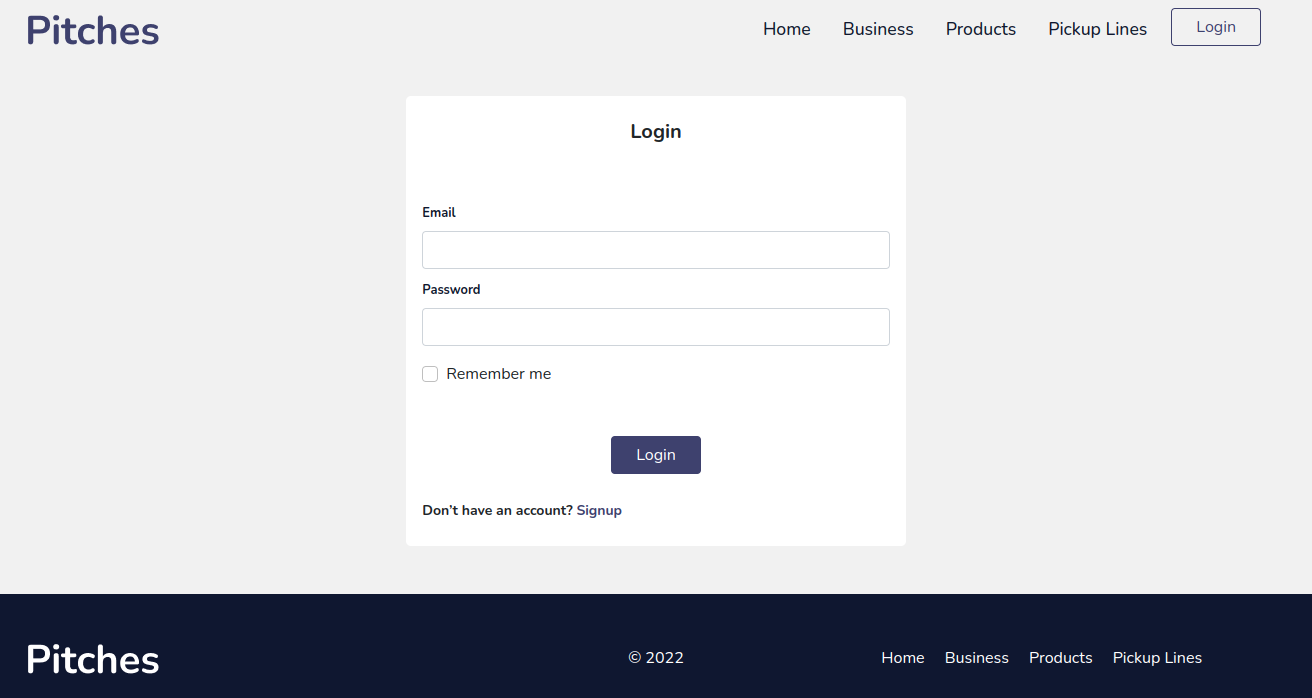 Pitches Home Business Products Pickup Lines Login
Login
Email
Password
Remember me
Login
Don't have an account? Signup
Pitches © 2022 Home Business Products Pickup Lines